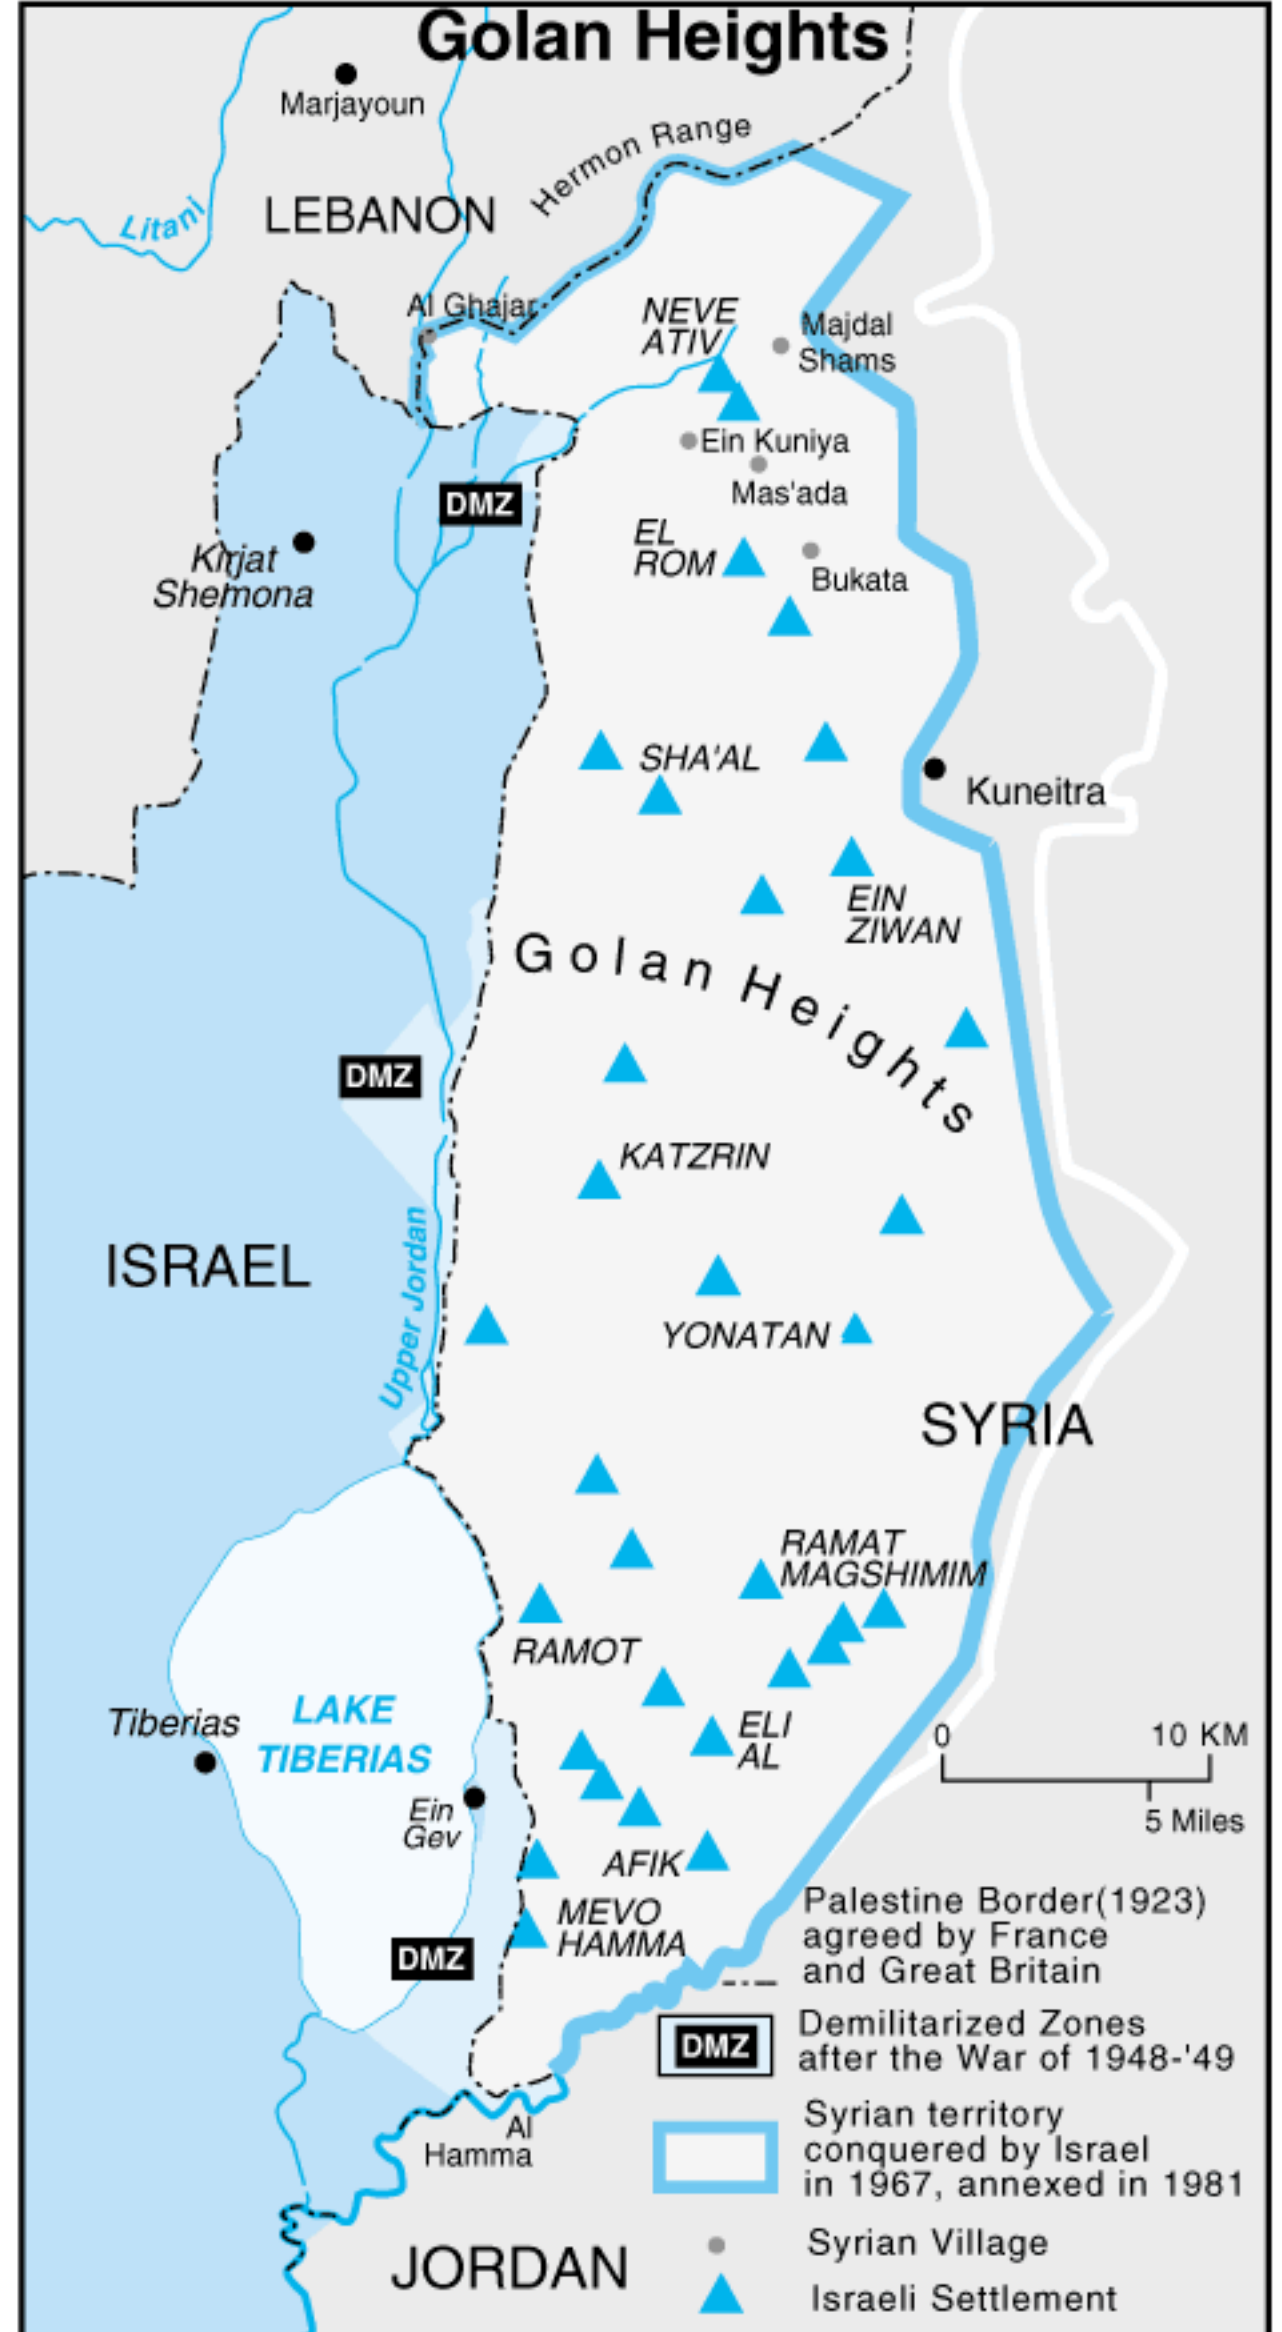 Golan Heights
Marjayoun
Hermon Range
Litani
LEBANON
Al Ghajar
NEVE
ATIV
Majdal
Shams
Ein Kuniya
Mas'ada
DMZ
EL
ROM
Kirjat
Shemona
Bukata
SHA'AL
Kuneitra
EIN
ZIWAN
Golan Heights
DMZ
KATZRIN
Upper Jordan
ISRAEL
YONATAN
SYRIA
RAMAT
MAGSHIMIM
RAMOT
LAKE
TIBERIAS
Tiberias
ELI
AL
0 10 KM
5 Miles
Ein
Gev
AFIK
MEVO
HAMMA
DMZ
Palestine Border(1923)
agreed by France
and Great Britain
DMZ
Demilitarized Zones
after the War of 1948-'49
Al
Hamma
Syrian territory
conquered by Israel
in 1967, annexed in 1981
Syrian Village
JORDAN
Israeli Settlement